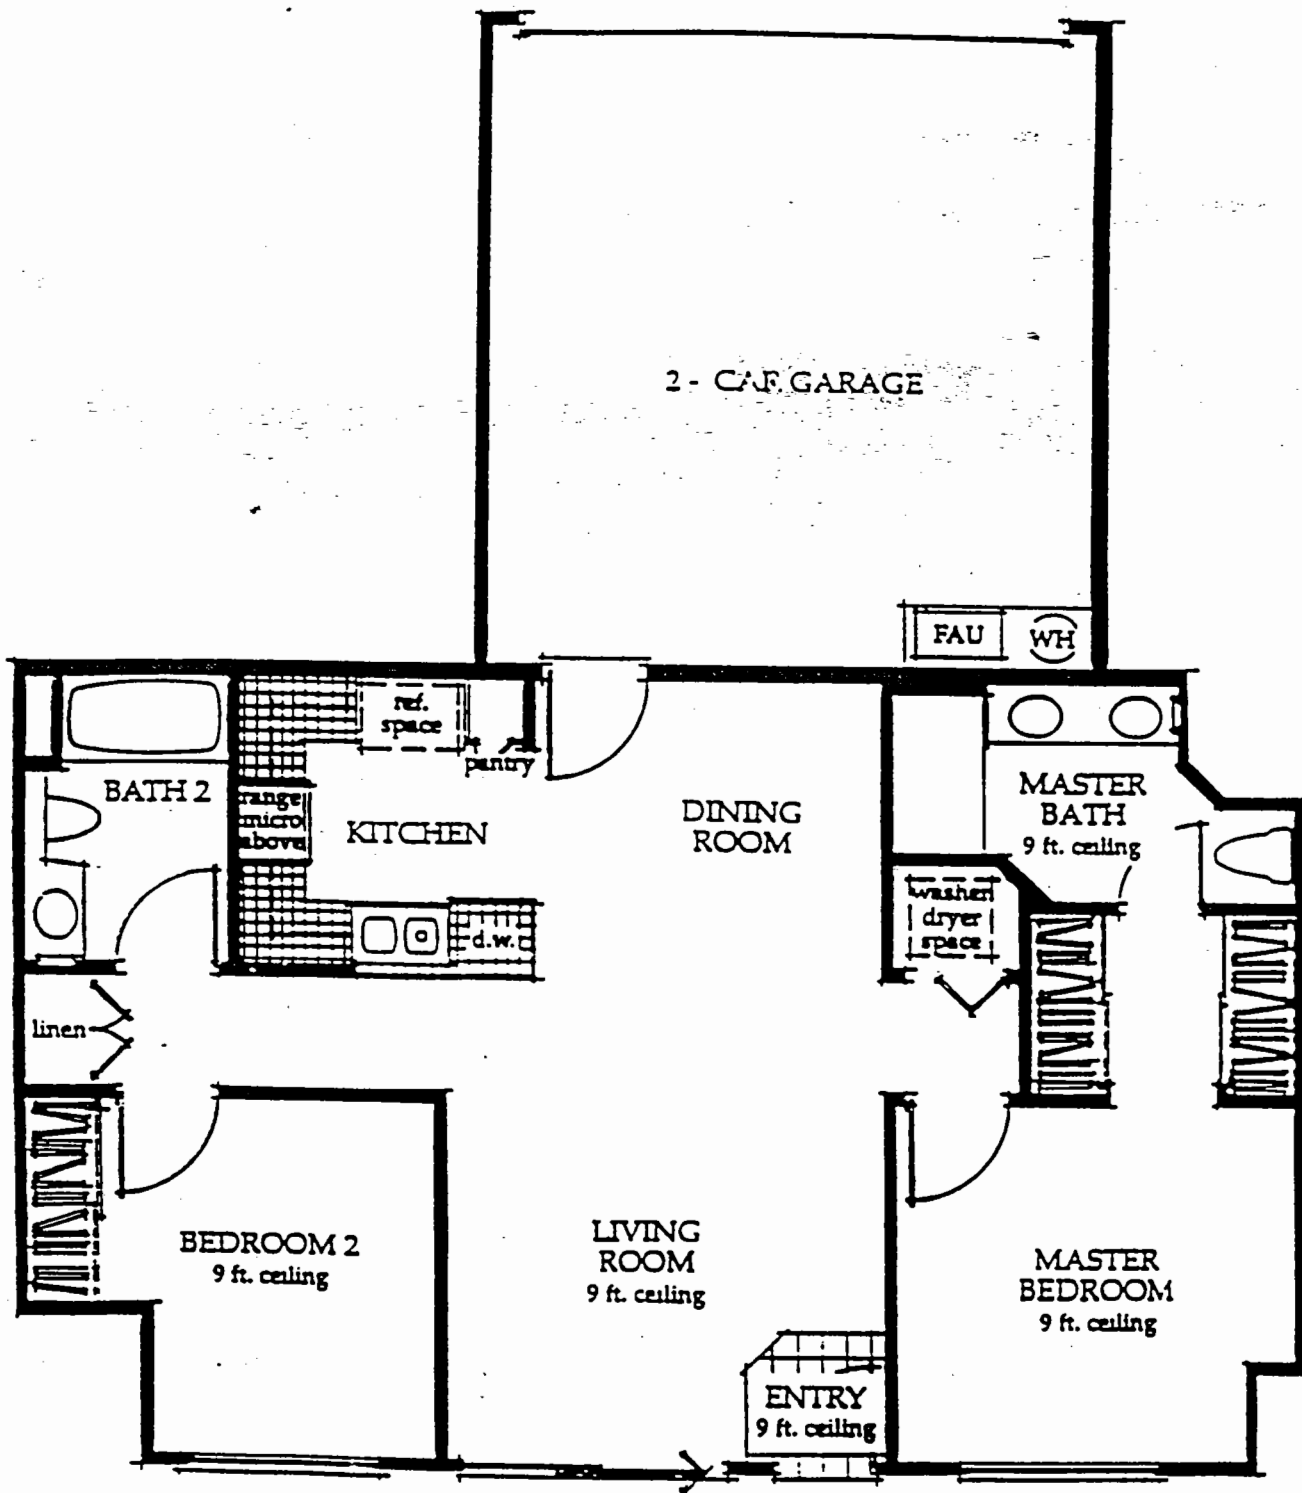 2 - CAR GARAGE
FAU
WH
ref.
space
pantry
BATH 2
range
micro
above
KITCHEN
DINING
ROOM
MASTER
BATH
9 ft. ceiling
washer
dryer
space
d.w.
linen
BEDROOM 2
9 ft. ceiling
LIVING
ROOM
9 ft. ceiling
MASTER
BEDROOM
9 ft. ceiling
ENTRY
9 ft. ceiling